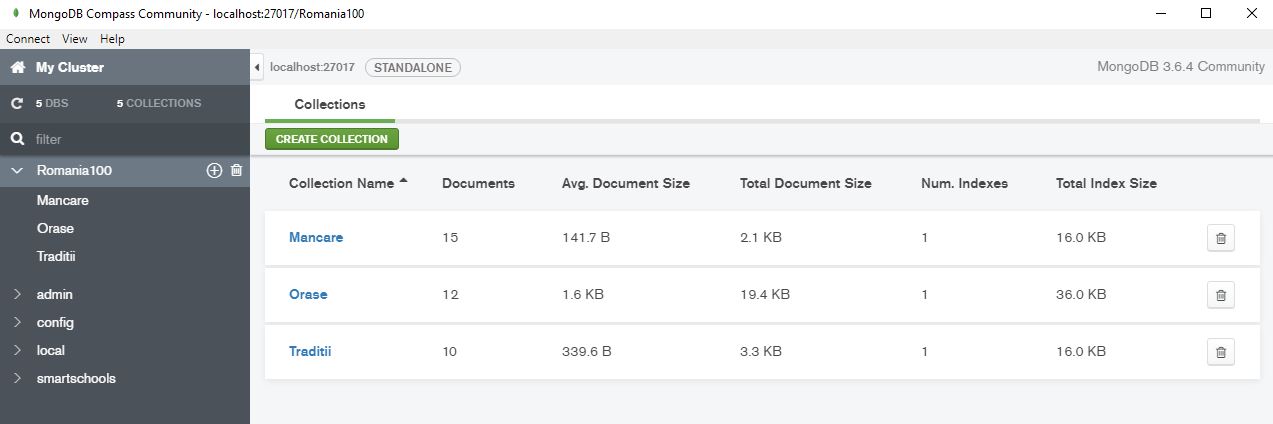 MongoDB Compass Community - localhost:27017/Romania100
Connect View Help
My Cluster
localhost:27017 STANDALONE
MongoDB 3.6.4 Community
5 DBS 5 COLLECTIONS
Collections
filter
CREATE COLLECTION
Romania100
Mancare
Orase
Traditii
admin
config
local
smartschools
Collection Name Documents Avg. Document Size Total Document Size Num. Indexes Total Index Size
Mancare 15 141.7 B 2.1 KB 1 16.0 KB
Orase 12 1.6 KB 19.4 KB 1 36.0 KB
Traditii 10 339.6 B 3.3 KB 1 16.0 KB